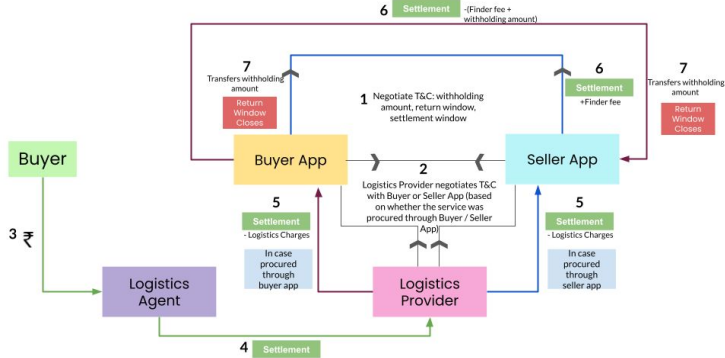 6
Settlement
-(Finder fee +
withholding amount)
7
Transfers withholding
amount
Return
Window
Closes
1
Negotiate T&C: withholding
amount, return window,
settlement window
6
Settlement
+Finder fee
7
Transfers withholding
amount
Return
Window
Closes
Buyer
Buyer App
Seller App
2
Logistics Provider negotiates T&C
with Buyer or Seller App (based
on whether the service was
procured through Buyer / Seller
App)
3 ₹
5
Settlement
- Logistics Charges
In case
procured
through
buyer app
5
Settlement
- Logistics Charges
In case
procured
through
seller app
Logistics
Agent
Logistics
Provider
4
Settlement